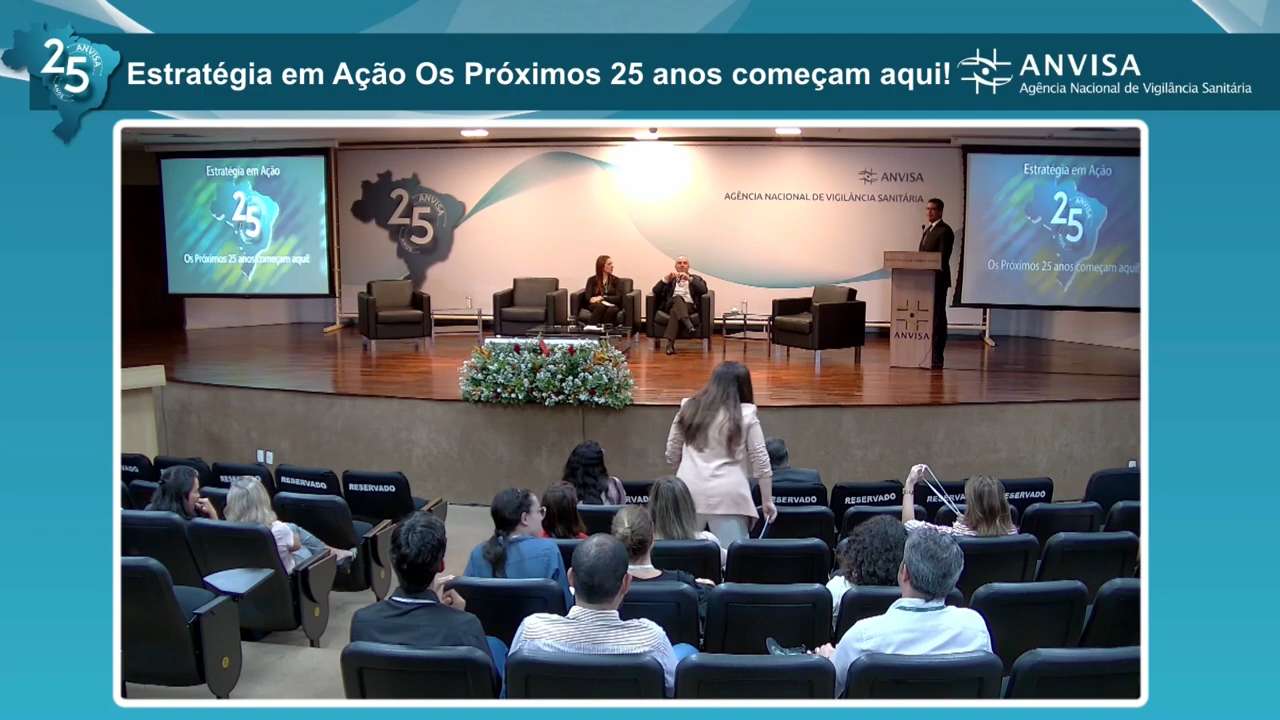 25
ANVISA
ANOS
Estratégia em Ação Os Próximos 25 anos começam aqui!
ANVISA
Agência Nacional de Vigilância Sanitária
Estratégia em Ação
25
Os Próximos 25 anos começam aqui!
25
ANVISA
ANOS
ANVISA
AGÊNCIA NACIONAL DE VIGILÂNCIA SANITÁRIA
Estratégia em Ação
25
Os Próximos 25 anos começam aqui!
ANVISA
RESERVADO
RESERVADO
RESERVADO
RESERVADO
RESERVADO